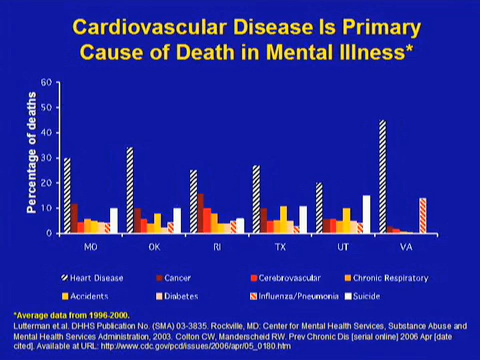 Cardiovascular Disease Is Primary
Cause of Death in Mental Illness*
Percentage of deaths
60
50
40
30
20
10
0
MO OK RI TX UT VA
Heart Disease Cancer Cerebrovascular Chronic Respiratory
Accidents Diabetes Influenza/Pneumonia Suicide
*Average data from 1996-2000.
Lutterman et al. DHHS Publication No. (SMA) 03-3835. Rockville, MD: Center for Mental Health Services, Substance Abuse and
Mental Health Services Administration, 2003. Colton CW, Manderscheid RW. Prev Chronic Dis [serial online] 2006 Apr [date
cited]. Available at URL: http://www.cdc.gov/pcd/issues/2006/apr/05_0180.htm